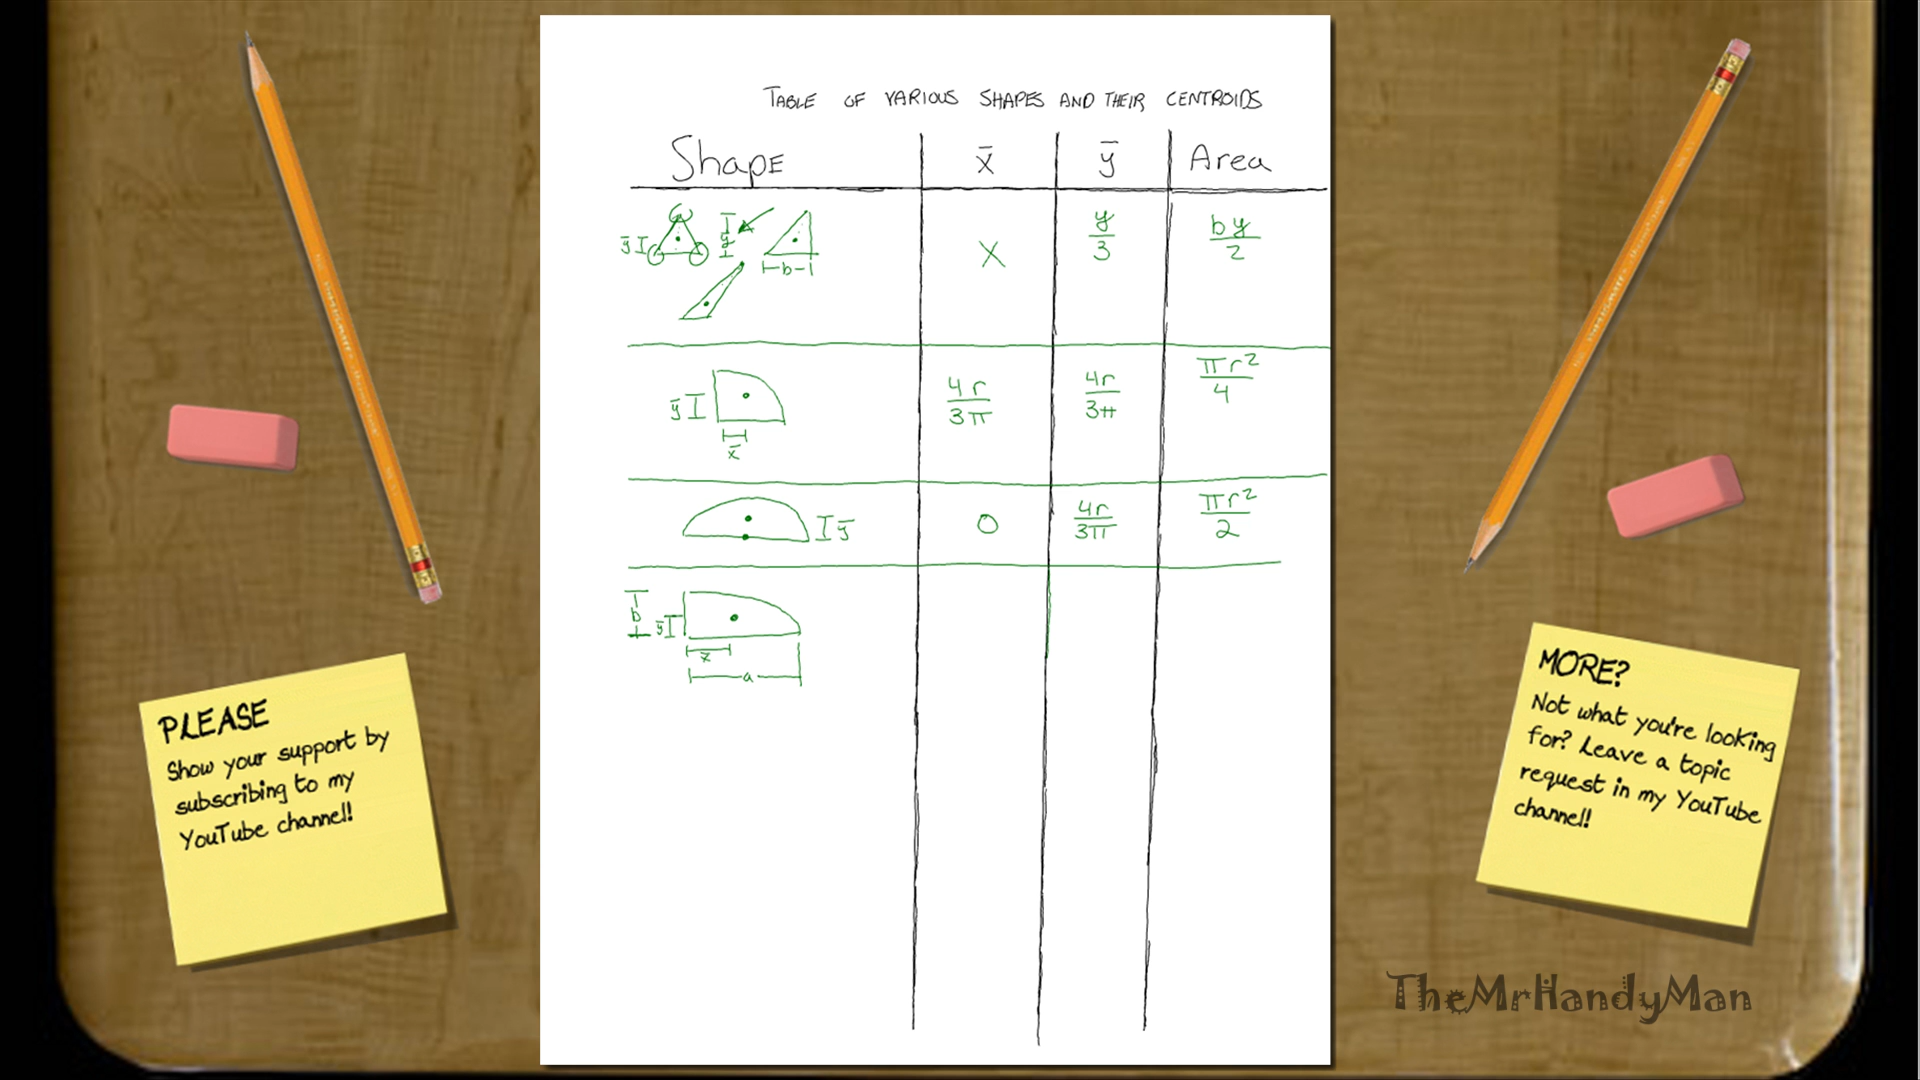 TABLE OF VARIOUS SHAPES AND THEIR CENTROIDS
Shape x̄ ȳ Area
ȳ y b x y/3 by/2
ȳ x̄ 4r/3π 4r/3π πr²/4
ȳ 0 4r/3π πr²/2
b ȳ x̄ a
PLEASE
Show your support by
subscribing to my
YouTube channel!
MORE?
Not what you're looking
for? Leave a topic
request in my YouTube
channel!
TheMrHandyMan